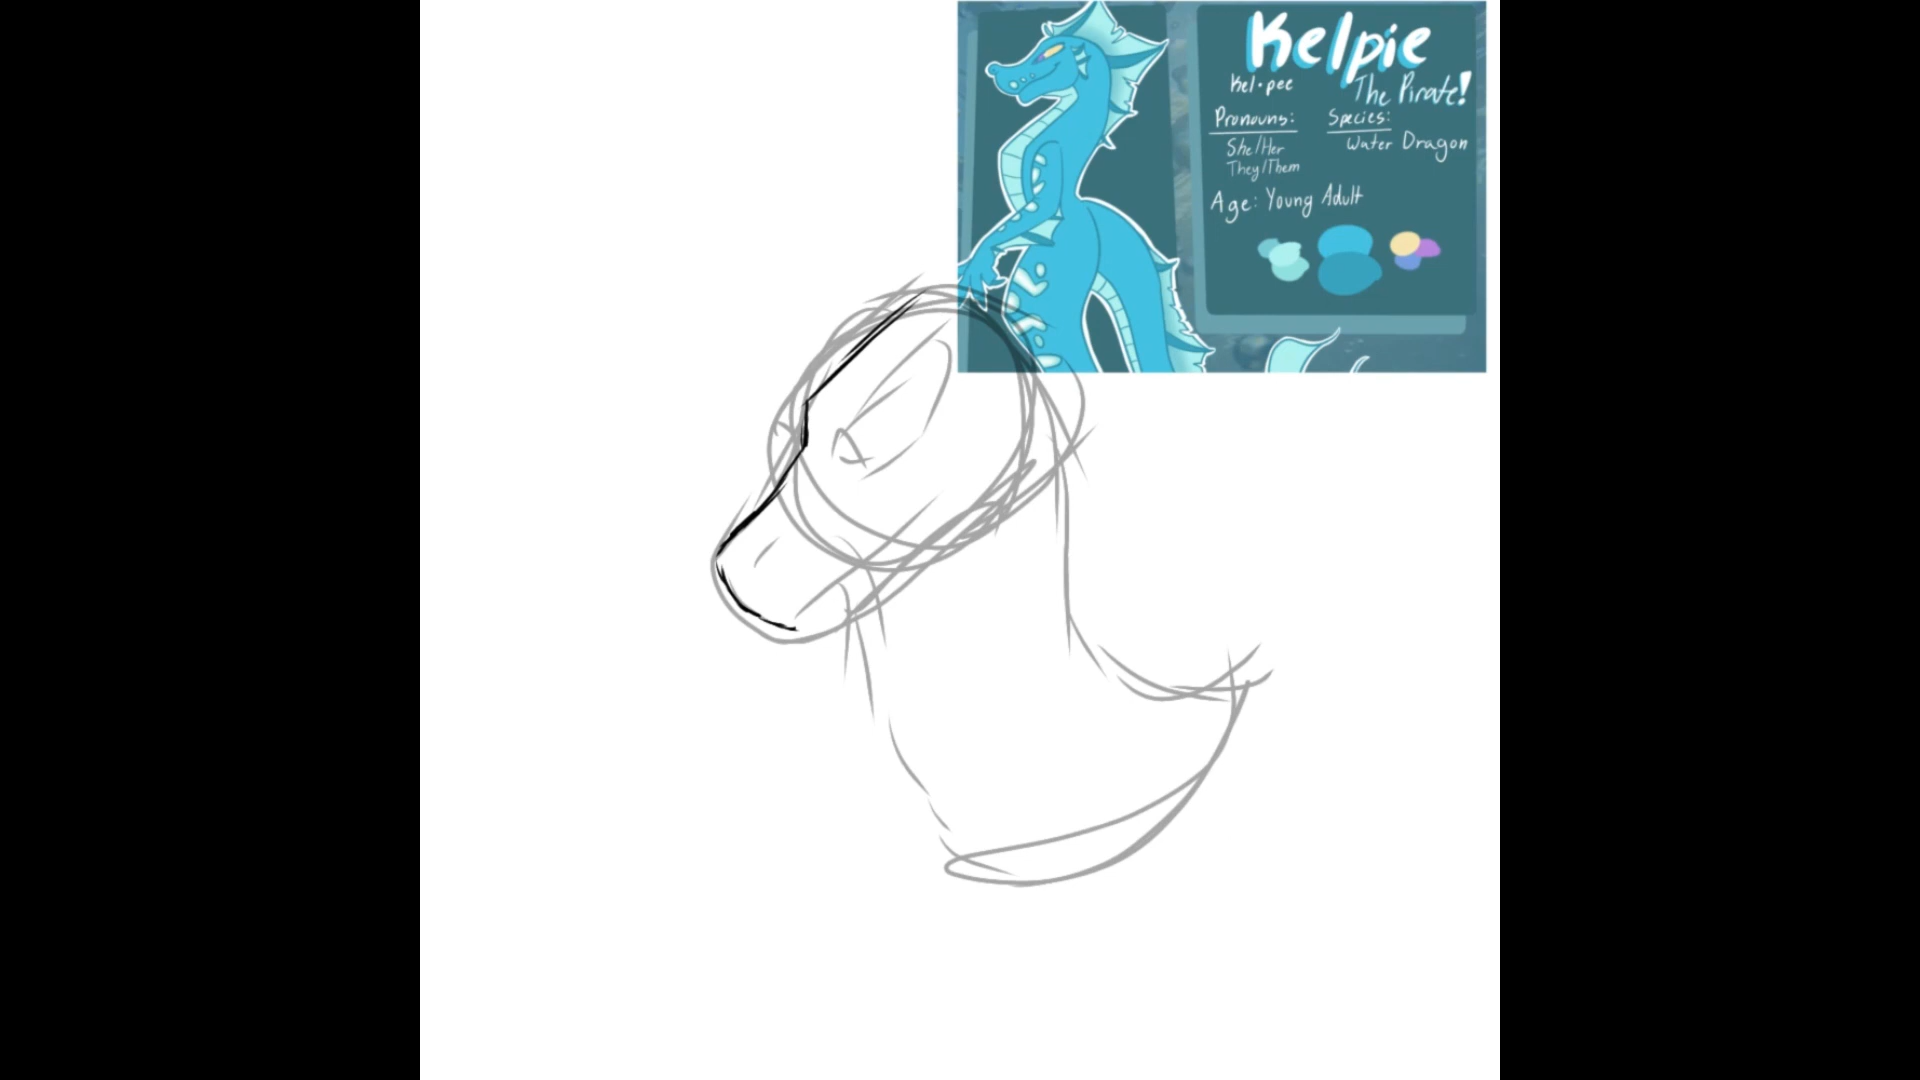 Kelpie
Kel·pee
The Pirate!
Pronouns:
She/Her
They/Them
Species:
Water Dragon
Age: Young Adult